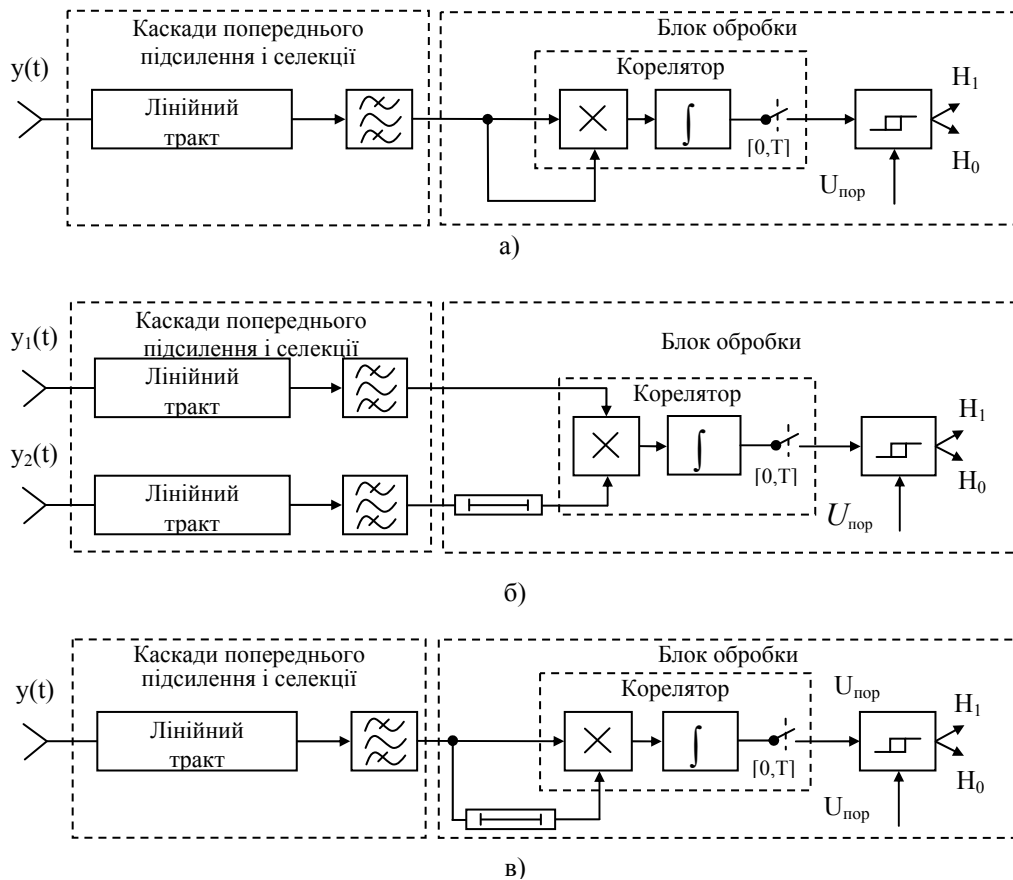 Каскади попереднього
підсилення і селекції
Блок обробки
y(t)
Корелятор
Лінійний
тракт
[0,T]
H₁
H₀
Uпор
а)
Каскади попереднього
підсилення і селекції
Блок обробки
y₁(t)
Лінійний
тракт
Корелятор
[0,T]
H₁
H₀
y₂(t)
Лінійний
тракт
Uпор
б)
Каскади попереднього
підсилення і селекції
Блок обробки
y(t)
Корелятор
Uпор
Лінійний
тракт
[0,T]
H₁
H₀
Uпор
в)